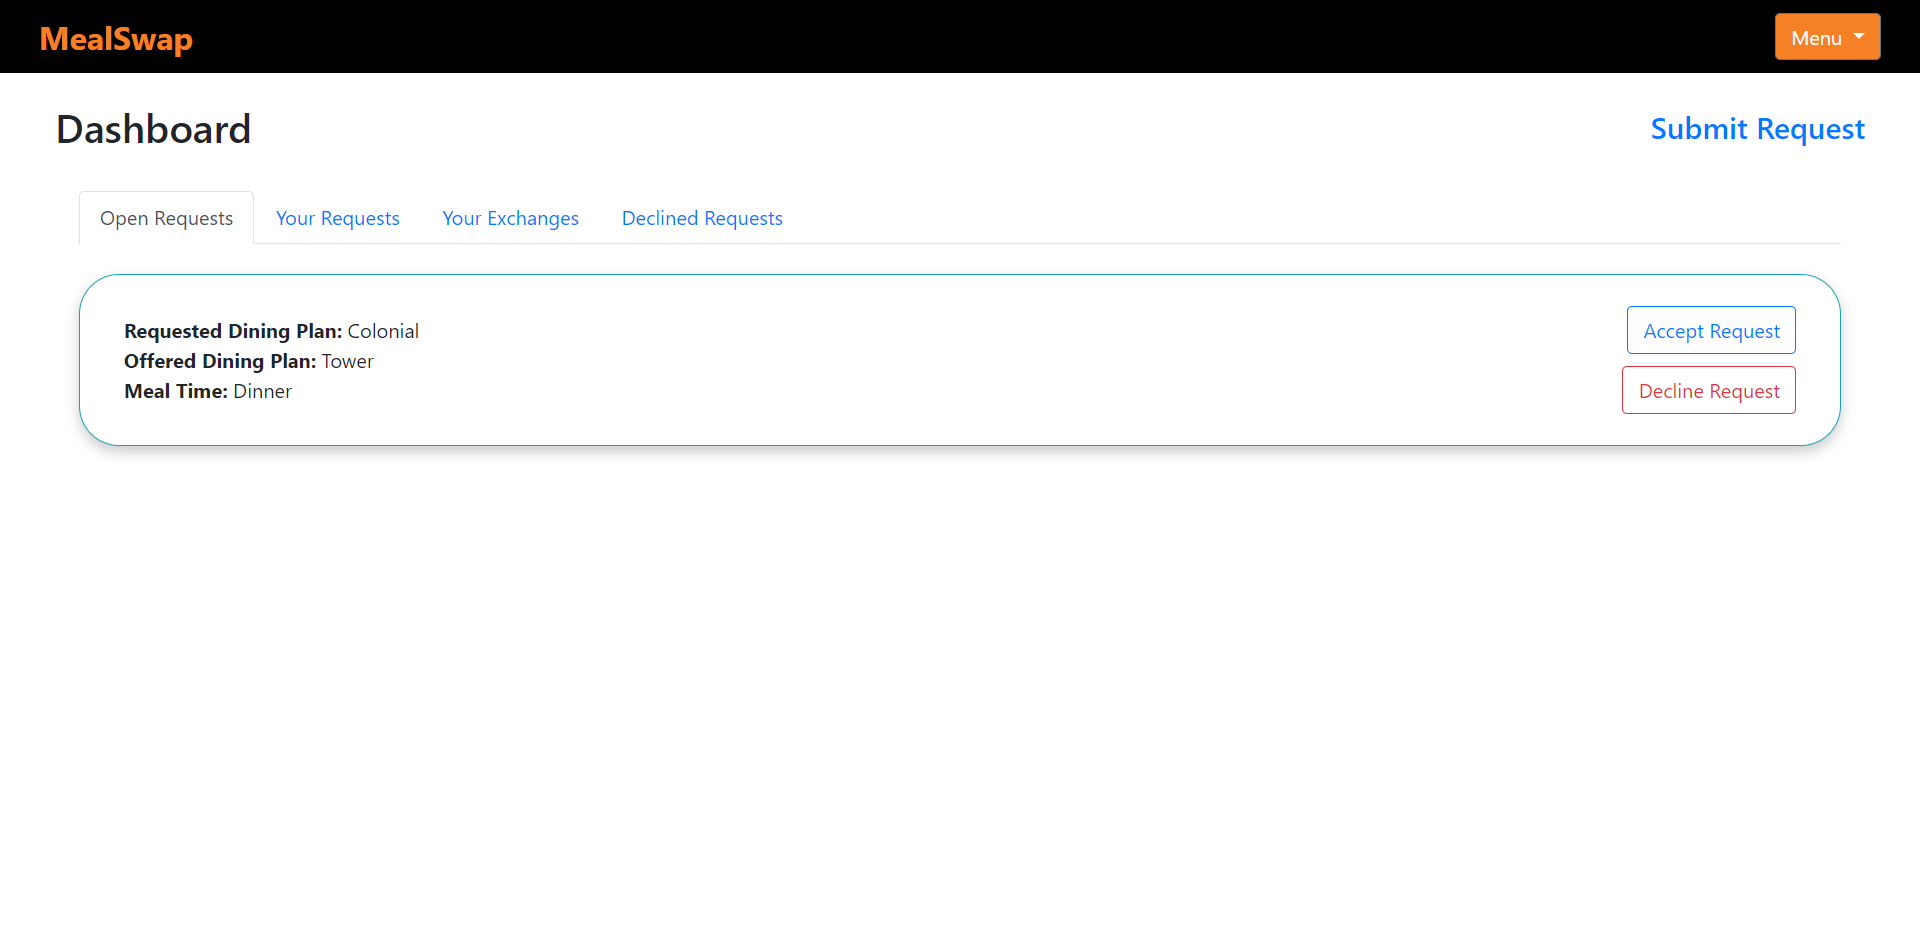 MealSwap
Menu
Dashboard
Submit Request
Open Requests
Your Requests
Your Exchanges
Declined Requests
Requested Dining Plan: Colonial
Offered Dining Plan: Tower
Meal Time: Dinner
Accept Request
Decline Request